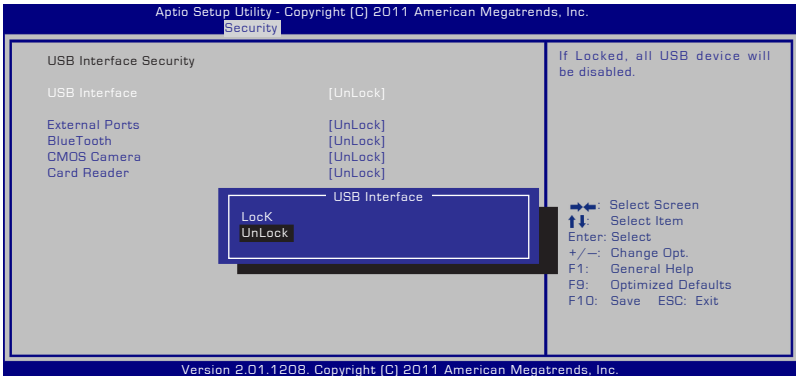 Aptio Setup Utility - Copyright (C) 2011 American Megatrends, Inc.
Security
USB Interface Security
USB Interface [UnLock]
External Ports [UnLock]
BlueTooth [UnLock]
CMOS Camera [UnLock]
Card Reader [UnLock]
USB Interface
LocK
UnLock
If Locked, all USB device will
be disabled.
→←: Select Screen
↑↓: Select Item
Enter: Select
+/—: Change Opt.
F1: General Help
F9: Optimized Defaults
F10: Save ESC: Exit
Version 2.01.1208. Copyright (C) 2011 American Megatrends, Inc.